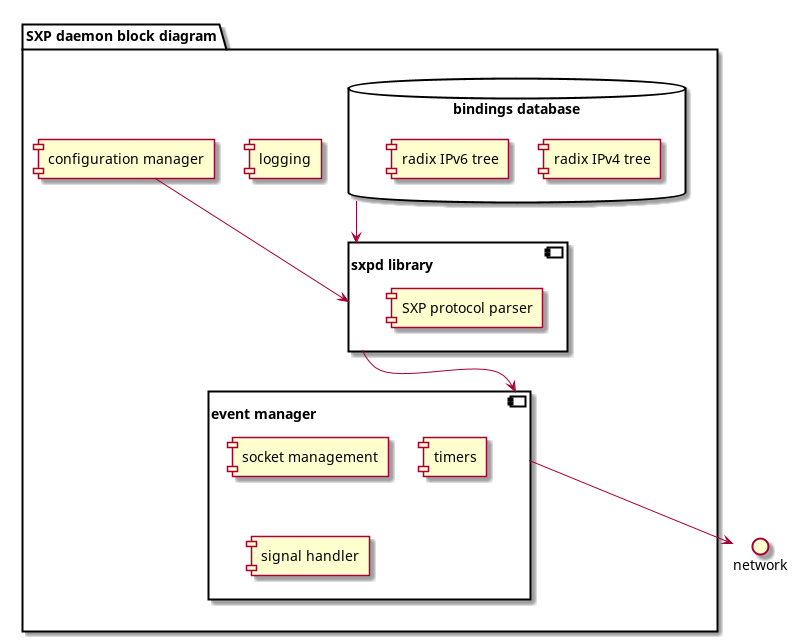 SXP daemon block diagram
bindings database
configuration manager
logging
radix IPv6 tree
radix IPv4 tree
sxpd library
SXP protocol parser
event manager
socket management
timers
signal handler
network